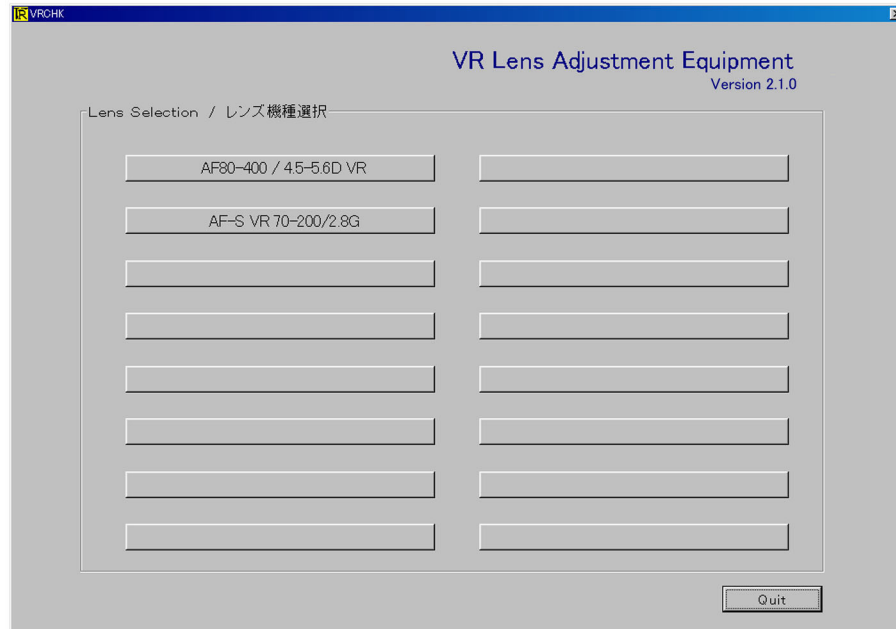 VRCHK
VR Lens Adjustment Equipment
Version 2.1.0
Lens Selection / レンズ機種選択
AF80-400 / 4.5-5.6D VR
AF-S VR 70-200/2.8G
Quit